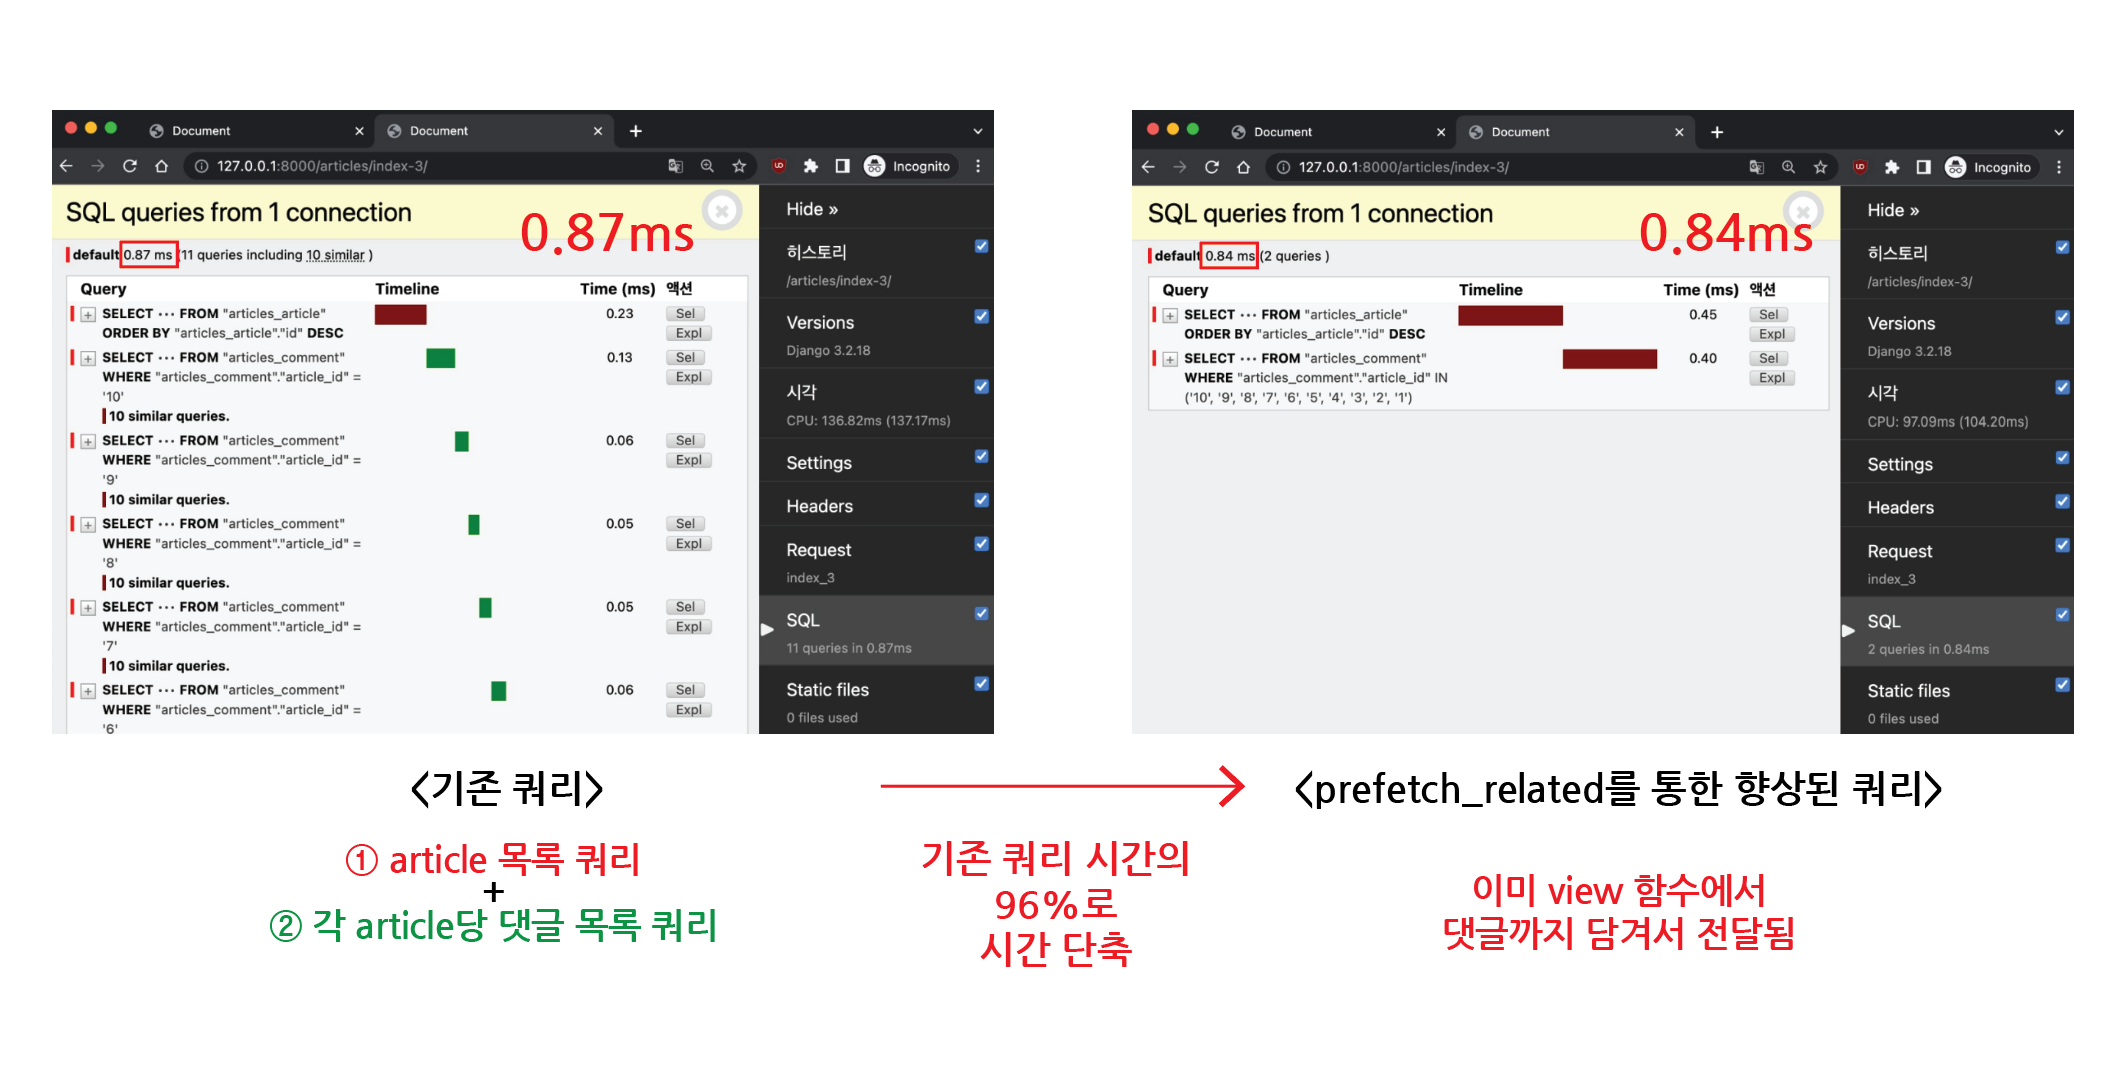 Document
Document
127.0.0.1:8000/articles/index-3/
Incognito
SQL queries from 1 connection
0.87ms
default 0.87 ms (11 queries including 10 similar )
Query Timeline Time (ms) 액션
SELECT ··· FROM "articles_article" 0.23 Sel
ORDER BY "articles_article"."id" DESC Expl
SELECT ··· FROM "articles_comment" 0.13 Sel
WHERE "articles_comment"."article_id" = Expl
'10'
10 similar queries.
SELECT ··· FROM "articles_comment" 0.06 Sel
WHERE "articles_comment"."article_id" = Expl
'9'
10 similar queries.
SELECT ··· FROM "articles_comment" 0.05 Sel
WHERE "articles_comment"."article_id" = Expl
'8'
10 similar queries.
SELECT ··· FROM "articles_comment" 0.05 Sel
WHERE "articles_comment"."article_id" = Expl
'7'
10 similar queries.
SELECT ··· FROM "articles_comment" 0.06 Sel
WHERE "articles_comment"."article_id" = Expl
'6'
Hide »
히스토리
/articles/index-3/
Versions
Django 3.2.18
시각
CPU: 136.82ms (137.17ms)
Settings
Headers
Request
index_3
SQL
11 queries in 0.87ms
Static files
0 files used
Document
Document
127.0.0.1:8000/articles/index-3/
Incognito
SQL queries from 1 connection
0.84ms
default 0.84 ms (2 queries )
Query Timeline Time (ms) 액션
SELECT ··· FROM "articles_article" 0.45 Sel
ORDER BY "articles_article"."id" DESC Expl
SELECT ··· FROM "articles_comment" 0.40 Sel
WHERE "articles_comment"."article_id" IN Expl
('10', '9', '8', '7', '6', '5', '4', '3', '2', '1')
Hide »
히스토리
/articles/index-3/
Versions
Django 3.2.18
시각
CPU: 97.09ms (104.20ms)
Settings
Headers
Request
index_3
SQL
2 queries in 0.84ms
Static files
0 files used
<기존 쿼리>
① article 목록 쿼리
+
② 각 article당 댓글 목록 쿼리
기존 쿼리 시간의
96%로
시간 단축
<prefetch_related를 통한 향상된 쿼리>
이미 view 함수에서
댓글까지 담겨서 전달됨